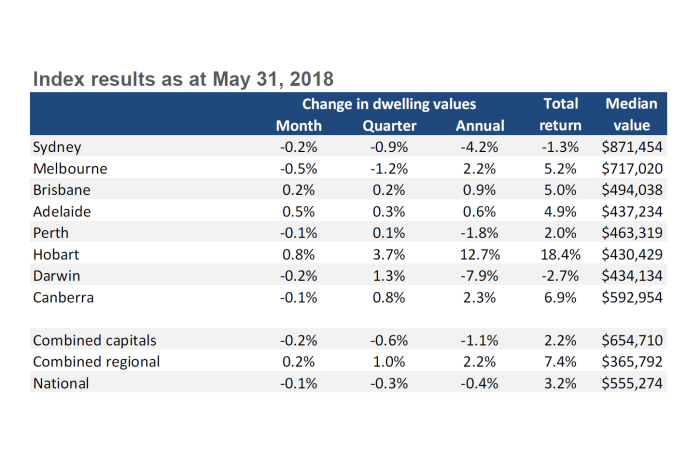 Index results as at May 31, 2018
Change in dwelling values Total Median
Month Quarter Annual return value
Sydney -0.2% -0.9% -4.2% -1.3% $871,454
Melbourne -0.5% -1.2% 2.2% 5.2% $717,020
Brisbane 0.2% 0.2% 0.9% 5.0% $494,038
Adelaide 0.5% 0.3% 0.6% 4.9% $437,234
Perth -0.1% 0.1% -1.8% 2.0% $463,319
Hobart 0.8% 3.7% 12.7% 18.4% $430,429
Darwin -0.2% 1.3% -7.9% -2.7% $434,134
Canberra -0.1% 0.8% 2.3% 6.9% $592,954
Combined capitals -0.2% -0.6% -1.1% 2.2% $654,710
Combined regional 0.2% 1.0% 2.2% 7.4% $365,792
National -0.1% -0.3% -0.4% 3.2% $555,274